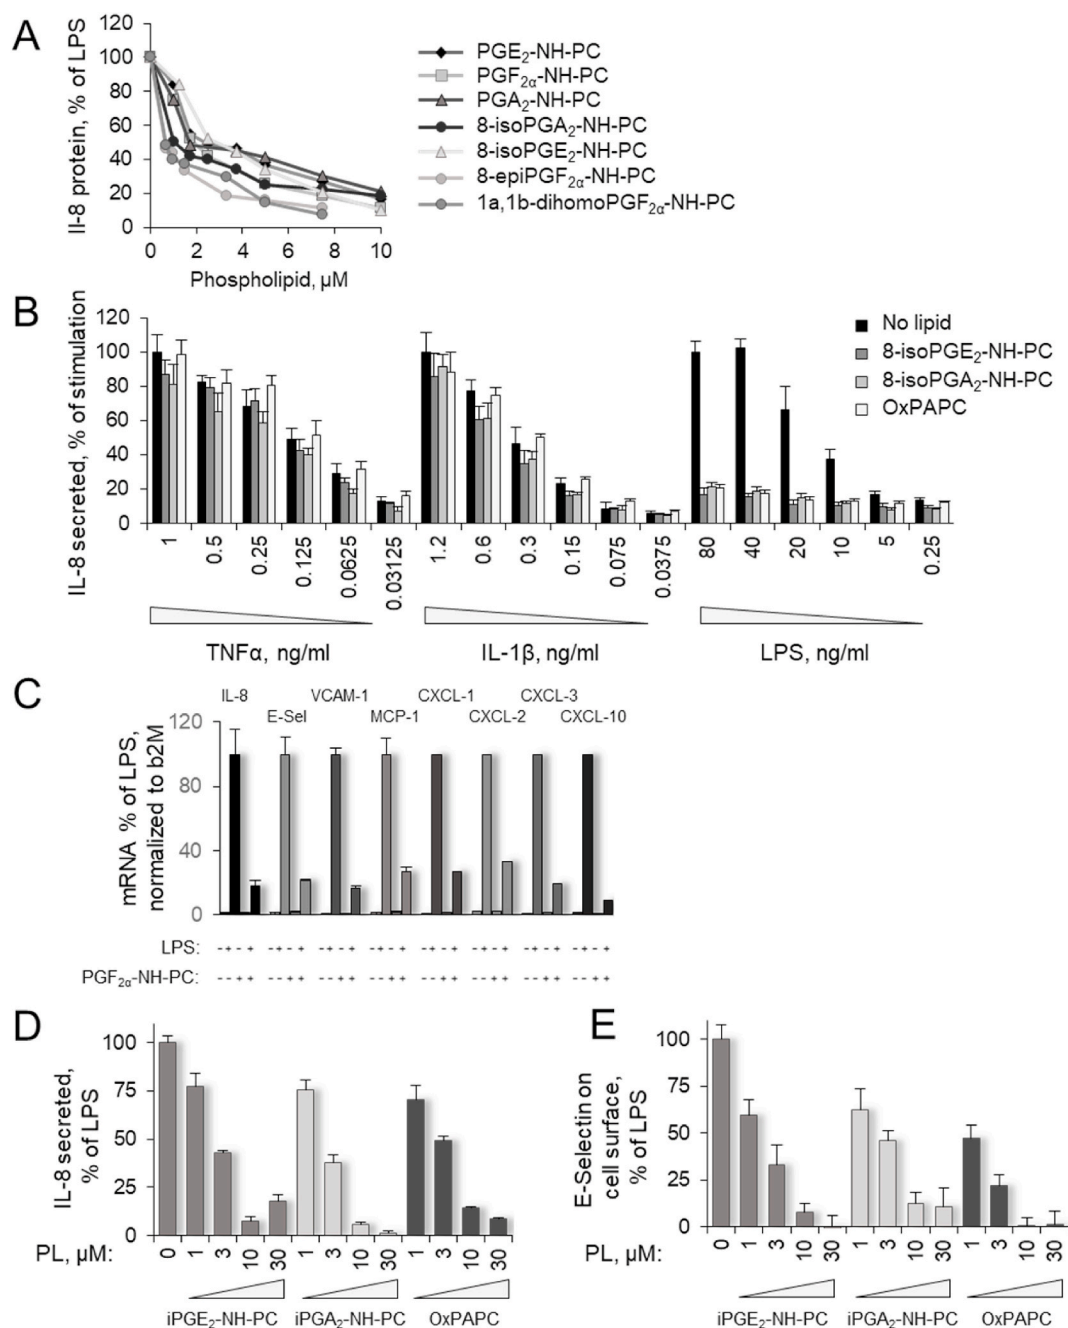 A
Il-8 protein, % of LPS
120
100
80
60
40
20
0
0 2 4 6 8 10
Phospholipid, µM
PGE2-NH-PC
PGF2α-NH-PC
PGA2-NH-PC
8-isoPGA2-NH-PC
8-isoPGE2-NH-PC
8-epiPGF2α-NH-PC
1a,1b-dihomoPGF2α-NH-PC
B
IL-8 secreted, % of stimulation
120
100
80
60
40
20
0
No lipid
8-isoPGE2-NH-PC
8-isoPGA2-NH-PC
OxPAPC
1 0.5 0.25 0.125 0.0625 0.03125 1.2 0.6 0.3 0.15 0.075 0.0375 80 40 20 10 5 0.25
TNFα, ng/ml IL-1β, ng/ml LPS, ng/ml
C
IL-8 VCAM-1 CXCL-1 CXCL-3
E-Sel MCP-1 CXCL-2 CXCL-10
mRNA % of LPS,
normalized to b2M
120
80
40
0
LPS: - + - + - + - + - + - + - + - + - + - + - + - + - + - + - + - +
PGF2α-NH-PC: - - + + - - + + - - + + - - + + - - + + - - + + - - + + - - + +
D
IL-8 secreted,
% of LPS
100
75
50
25
0
PL, µM: 0 1 3 10 30 1 3 10 30 1 3 10 30
iPGE2-NH-PC iPGA2-NH-PC OxPAPC
E
E-Selectin on
cell surface,
% of LPS
100
75
50
25
0
PL, µM: 0 1 3 10 30 1 3 10 30 1 3 10 30
iPGE2-NH-PC iPGA2-NH-PC OxPAPC